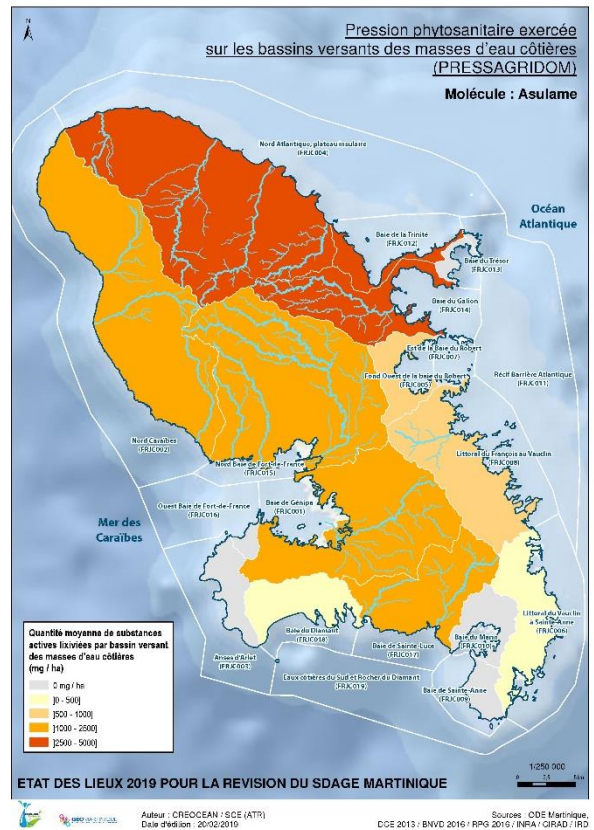 N
Pression phytosanitaire exercée
sur les bassins versants des masses d'eau côtières
(PRESSAGRIDOM)
Molécule : Asulame
Nord Atlantique, plateau insulaire
(FRJC004)
Océan
Atlantique
Baie de la Trinité
(FRJC012)
Baie du Trésor
(FRJC013)
Baie du Galion
(FRJC014)
Est de la Baie du Robert
(FRJC007)
Fond Ouest de la baie du Robert
(FRJC005)
Récif Barrière Atlantique
(FRJC011)
Nord Caraïbes
(FRJC002)
Littoral du François au Vauclin
(FRJC008)
Nord Baie de Fort-de-France
(FRJC015)
Ouest Baie de Fort-de-France
(FRJC016)
Baie de Génipa
(FRJC001)
Mer des
Caraïbes
Littoral du Vauclin
à Sainte-Anne
(FRJC006)
Baie du Diamant
(FRJC018)
Baie du Marin
(FRJC010)
Baie de Sainte-Luce
(FRJC017)
Anses d'Arlet
(FRJC003)
Eaux côtières du Sud et Rocher du Diamant
(FRJC019)
Baie de Sainte-Anne
(FRJC009)
Quantité moyenne de substances
actives lixiviées par bassin versant
des masses d'eau côtières
(mg / ha)
0 mg / ha
]0 - 500]
]500 - 1000]
]1000 - 2500]
]2500 - 5000]
1/250 000
0 2,5 5km
ETAT DES LIEUX 2019 POUR LA REVISION DU SDAGE MARTINIQUE
Auteur : CREOCEAN / SCE (ATR)
Date d'édition : 20/02/2019
Sources : ODE Martinique,
DCE 2013 / BNVD 2016 / RPG 2016 / INRA / CIRAD / IRD